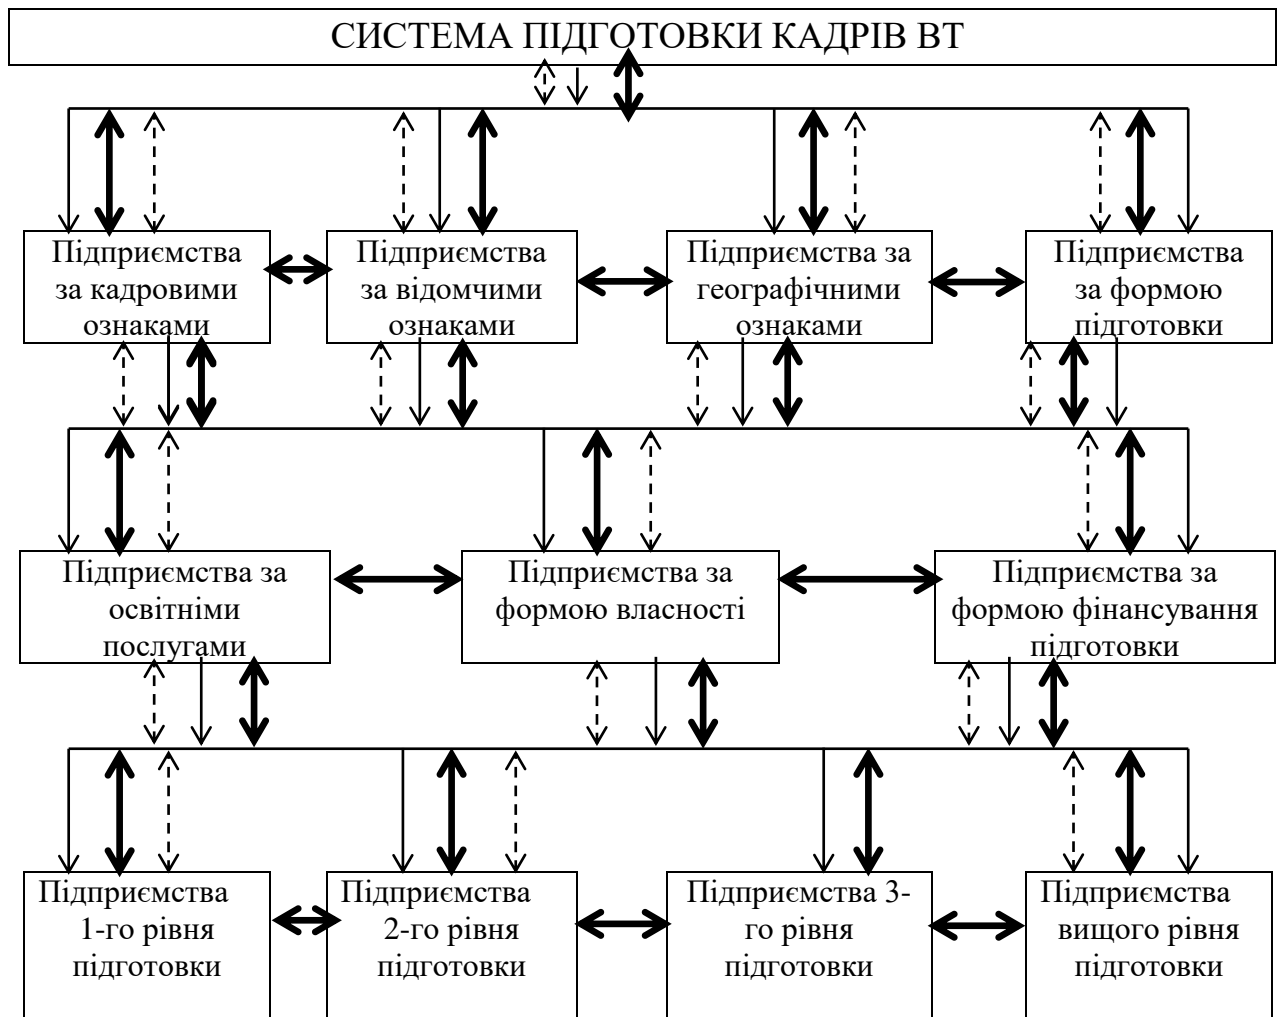 СИСТЕМА ПІДГОТОВКИ КАДРІВ ВТ
Підприємства
за кадровими
ознаками
Підприємства
за відомчими
ознаками
Підприємства за
географічними
ознаками
Підприємства
за формою
підготовки
Підприємства за
освітніми
послугами
Підприємства за
формою власності
Підприємства за
формою фінансування
підготовки
Підприємства
1-го рівня
підготовки
Підприємства
2-го рівня
підготовки
Підприємства 3-
го рівня
підготовки
Підприємства
вищого рівня
підготовки